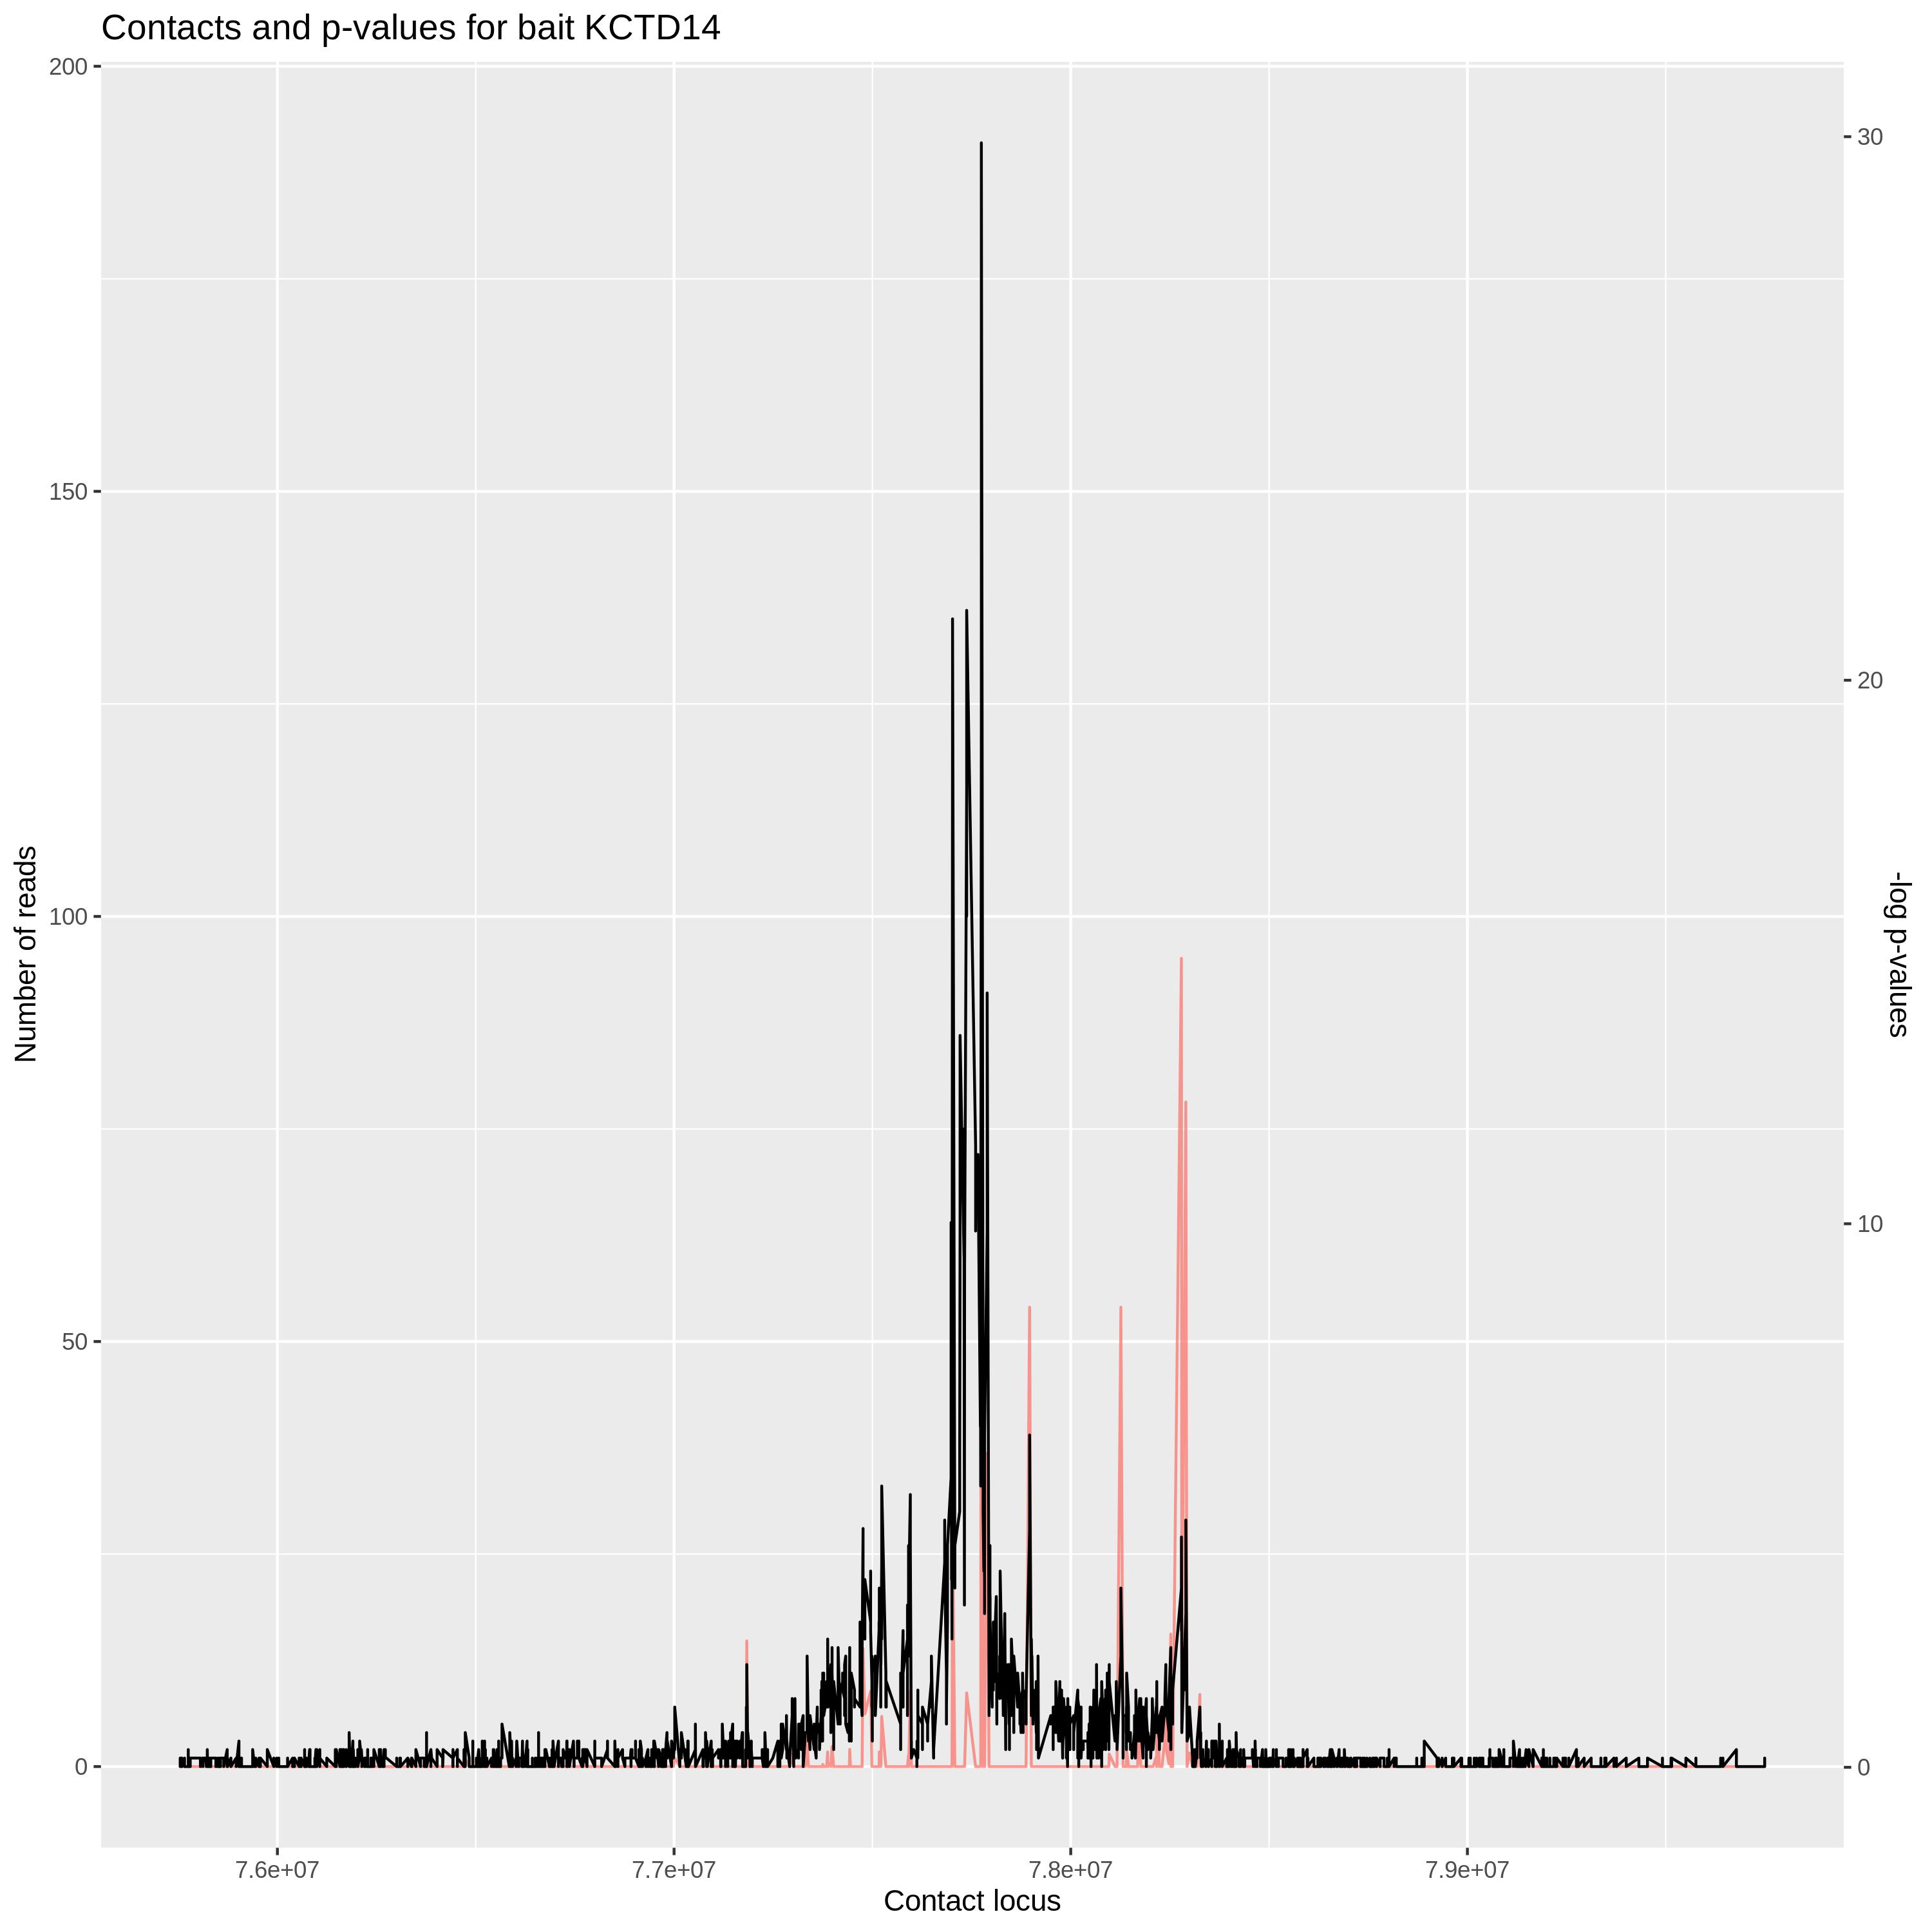 Contacts and p-values for bait KCTD14
200
150
100
50
0
Number of reads
30
20
10
0
-log p-values
7.6e+07 7.7e+07 7.8e+07 7.9e+07
Contact locus